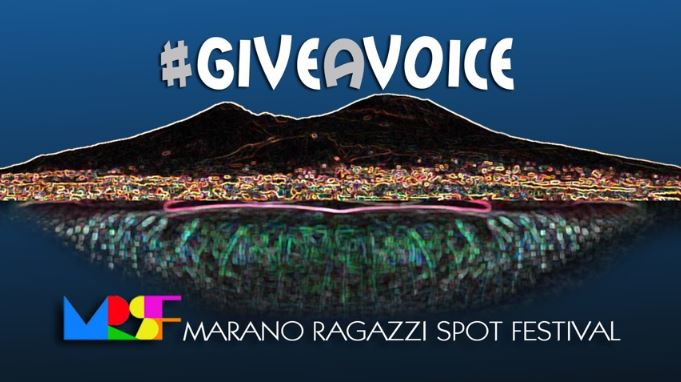 #GIVEAVOICE
MRSF MARANO RAGAZZI SPOT FESTIVAL